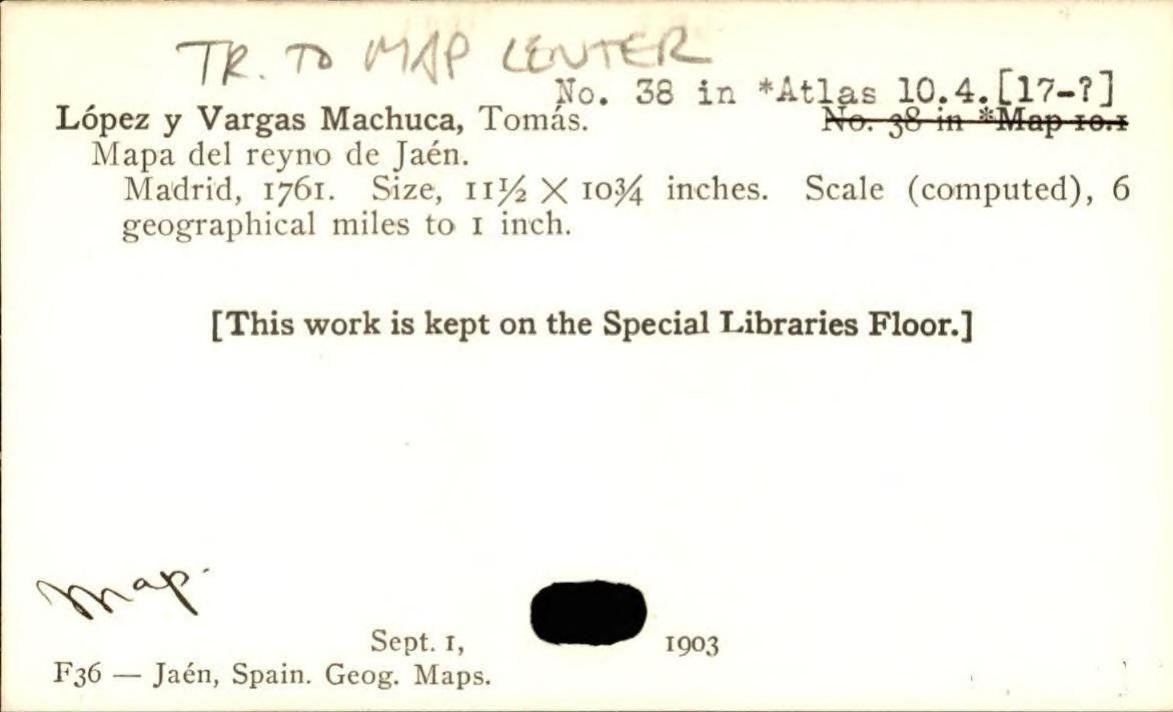 TR. TO MAP CENTER
No. 38 in *Atlas 10.4.[17-?]
López y Vargas Machuca, Tomás. No. 38 in *Map 10.1
Mapa del reyno de Jaén.
Madrid, 1761. Size, 11½ X 10¾ inches. Scale (computed), 6
geographical miles to 1 inch.
[This work is kept on the Special Libraries Floor.]
Map.
Sept. 1, 1903
F36 — Jaén, Spain. Geog. Maps.